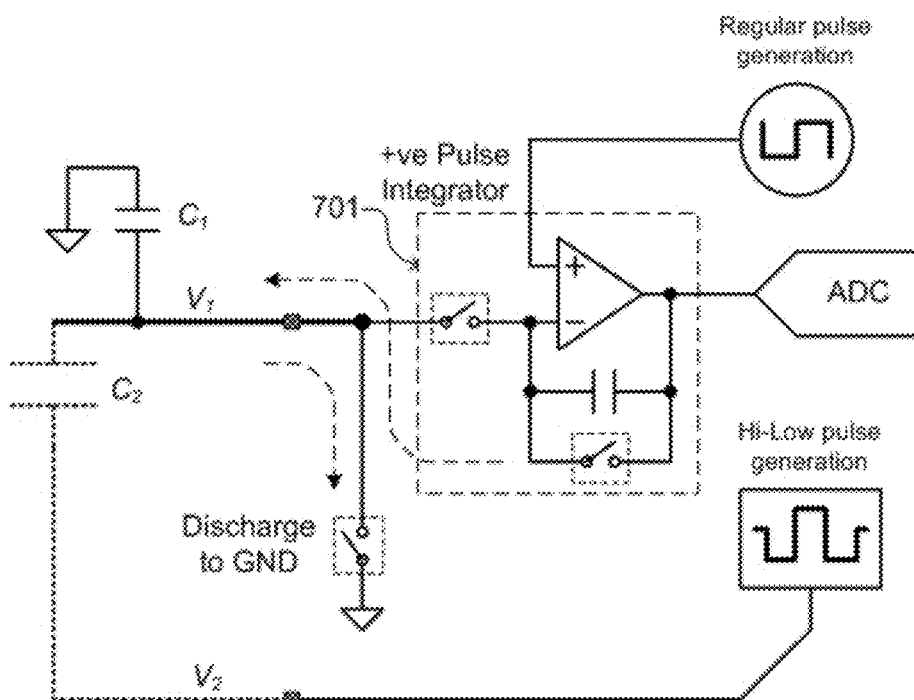 Regular pulse
generation
+ve Pulse
Integrator
701
C1
V1
+
−
ADC
C2
Hi-Low pulse
generation
Discharge
to GND
V2